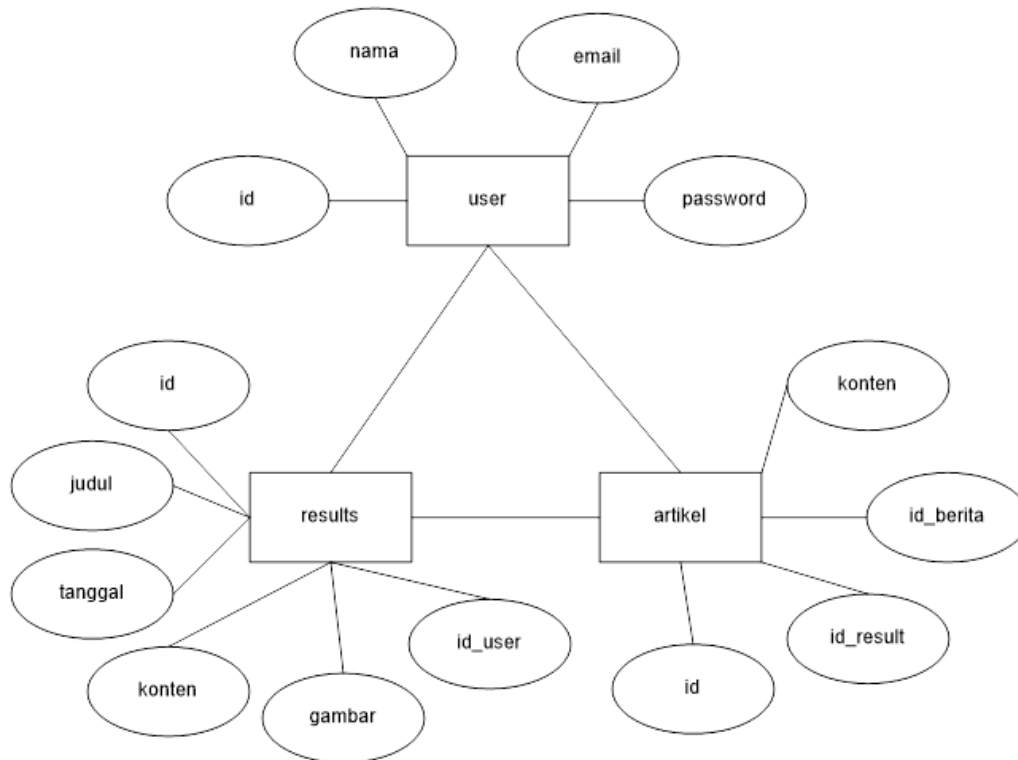 nama
email
id
user
password
id
konten
judul
results
artikel
id_berita
tanggal
id_user
id_result
konten
id
gambar